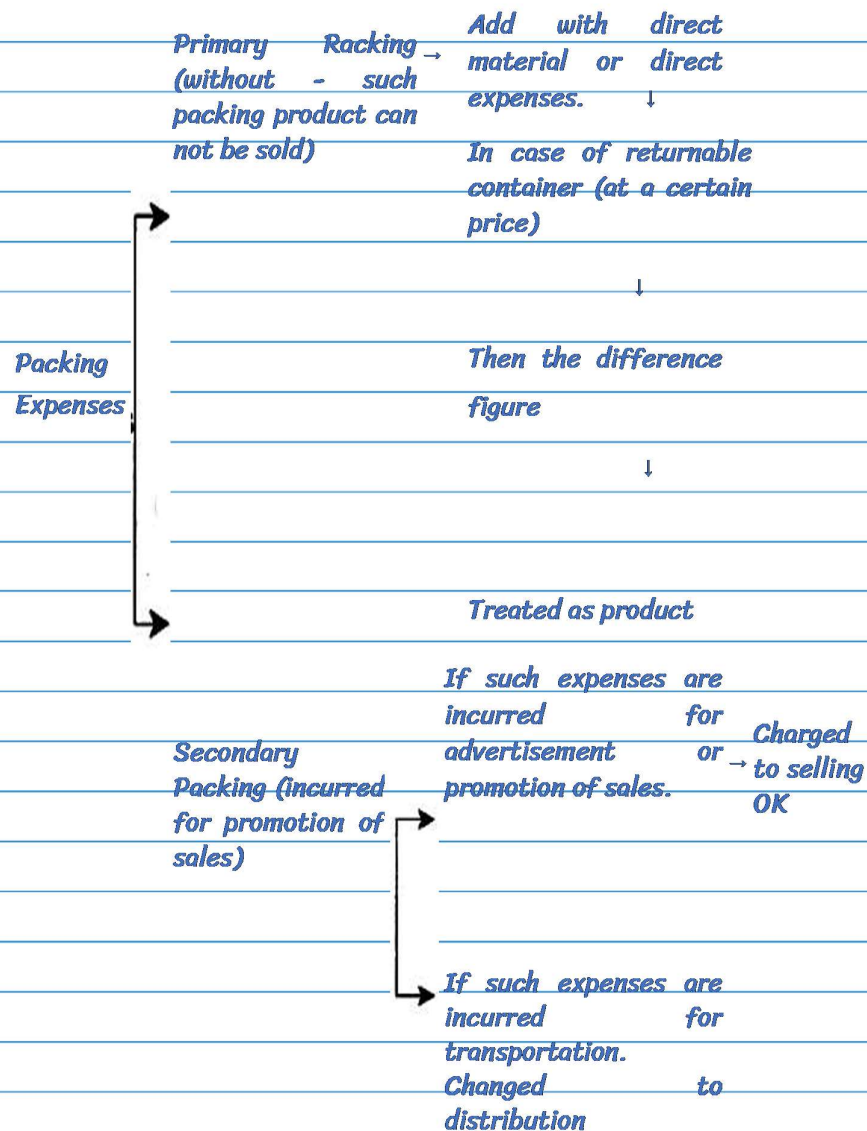 Packing
Expenses
Primary Racking →
(without - such
packing product can
not be sold)
Add with direct
material or direct
expenses. ↓
In case of returnable
container (at a certain
price)
↓
Then the difference
figure
↓
Treated as product
Secondary
Packing (incurred
for promotion of
sales)
If such expenses are
incurred for
advertisement or
promotion of sales.
→ Charged
to selling
OK
If such expenses are
incurred for
transportation.
Changed to
distribution